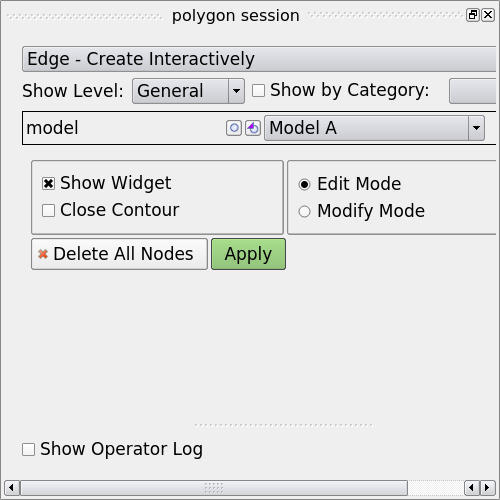 polygon session
Edge - Create Interactively
Show Level: General Show by Category:
model Model A
Show Widget Edit Mode
Close Contour Modify Mode
Delete All Nodes Apply
Show Operator Log